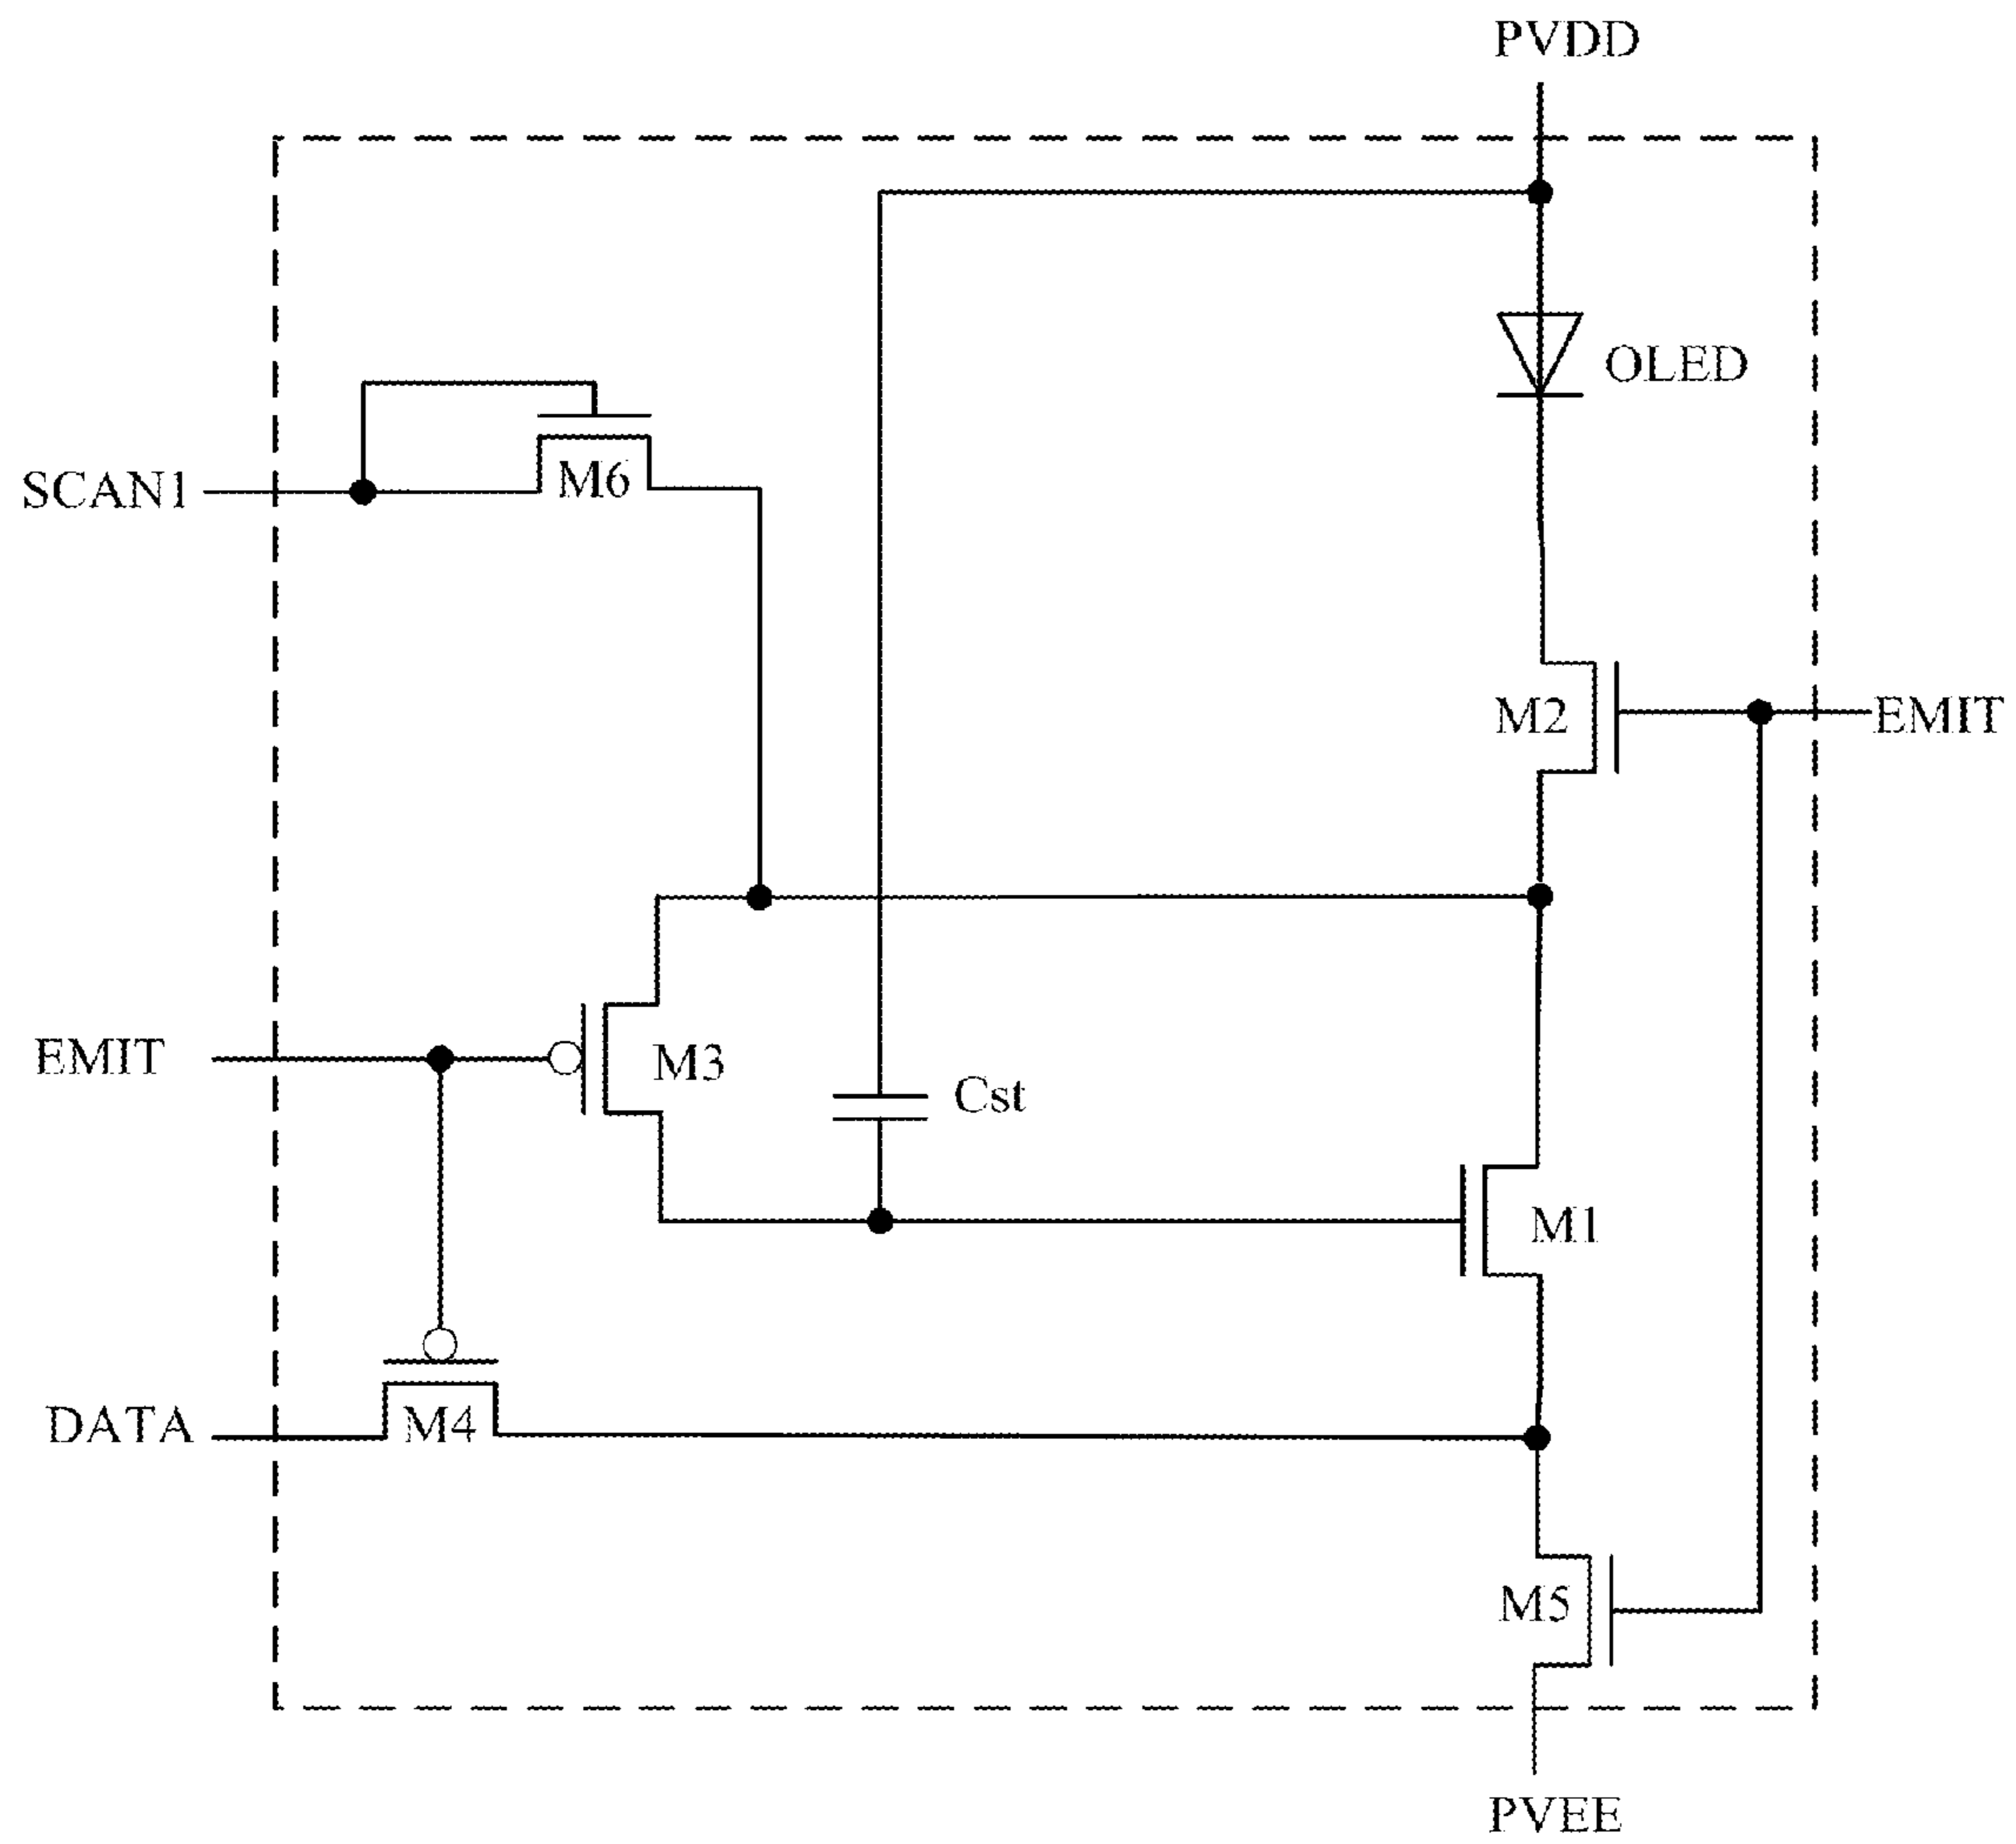 PVDD
OLED
SCAN1
M6
M2
EMIT
EMIT
M3
Cst
M1
DATA
M4
M5
PVEE